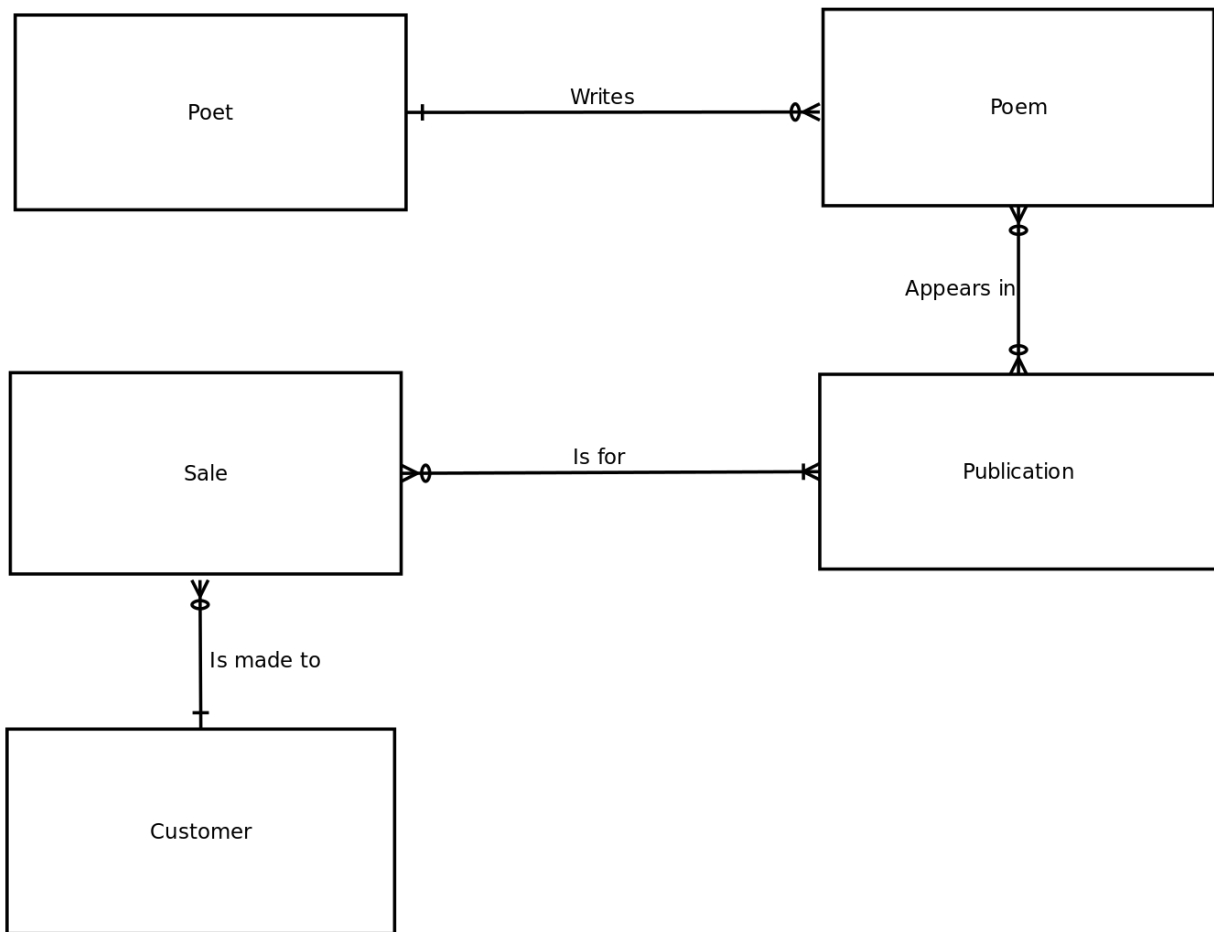 Poet
Writes
Poem
Appears in
Sale
Is for
Publication
Is made to
Customer